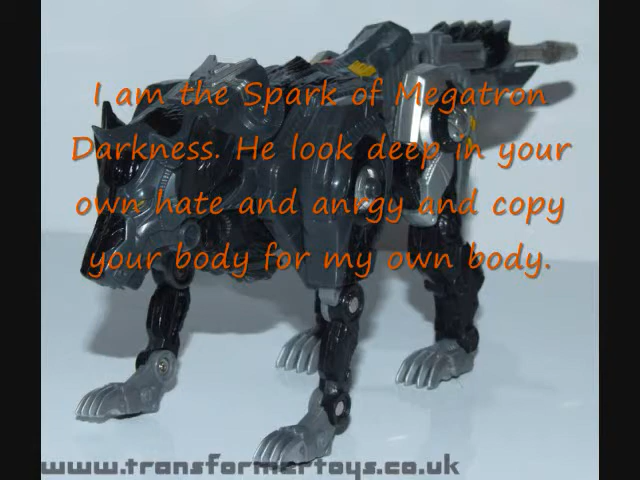 I am the Spark of Megatron
Darkness. He look deep in your
own hate and anrgy and copy
your body for my own body.
www.transformertoys.co.uk